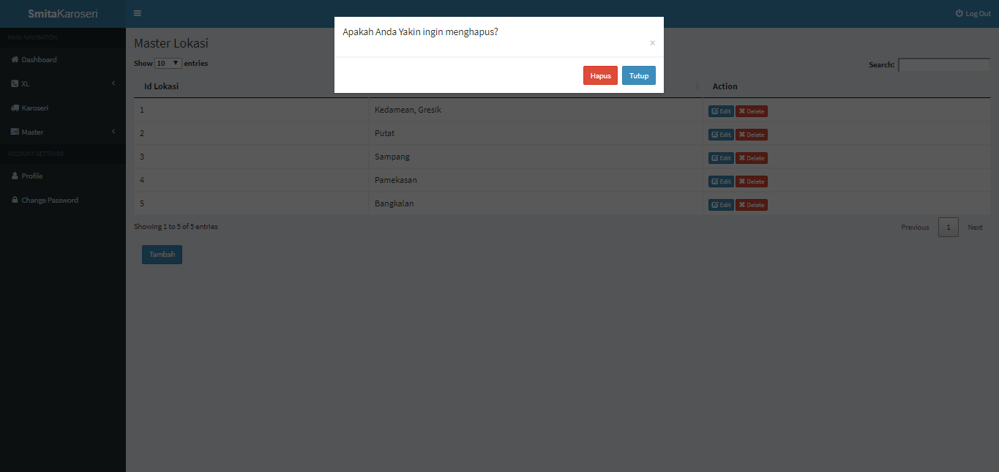 SmitaKaroseri
Log Out
Apakah Anda Yakin ingin menghapus?
×
Hapus
Tutup
MAIN NAVIGATION
Dashboard
XL
Karoseri
Master
ACCOUNT SETTINGS
Profile
Change Password
Master Lokasi
Show 10 entries
Search:
Id Lokasi Action
1 Kedamean, Gresik Edit Delete
2 Putat Edit Delete
3 Sampang Edit Delete
4 Pamekasan Edit Delete
5 Bangkalan Edit Delete
Showing 1 to 5 of 5 entries
Previous 1 Next
Tambah